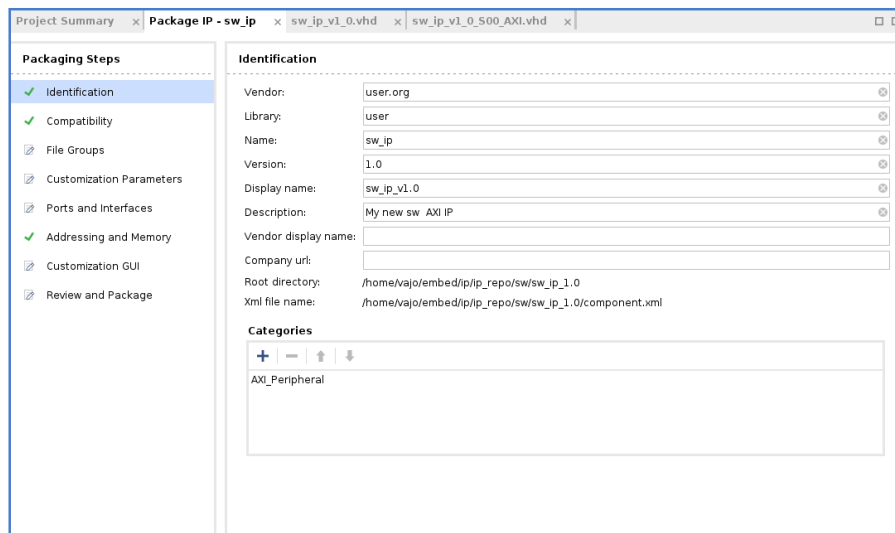 Project Summary × Package IP - sw_ip × sw_ip_v1_0.vhd × sw_ip_v1_0_S00_AXI.vhd ×
Packaging Steps
Identification
Compatibility
File Groups
Customization Parameters
Ports and Interfaces
Addressing and Memory
Customization GUI
Review and Package
Identification
Vendor: user.org
Library: user
Name: sw_ip
Version: 1.0
Display name: sw_ip_v1.0
Description: My new sw  AXI IP
Vendor display name:
Company url:
Root directory: /home/vajo/embed/ip/ip_repo/sw/sw_ip_1.0
Xml file name: /home/vajo/embed/ip/ip_repo/sw/sw_ip_1.0/component.xml
Categories
AXI_Peripheral